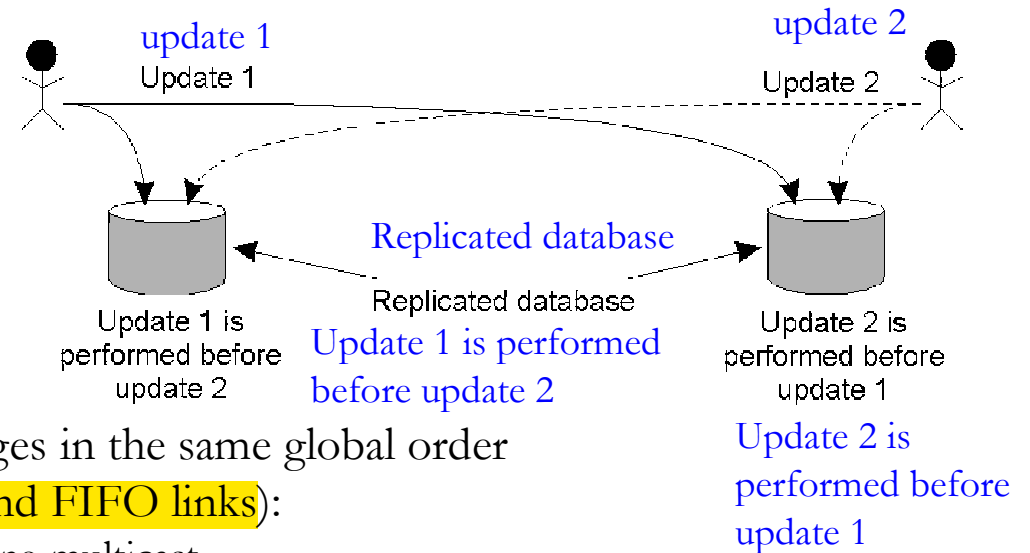 update 1
update 2
Update 1
Update 2
Replicated database
Replicated database
Update 1 is
performed before
update 2
Update 1 is performed
before update 2
Update 2 is
performed before
update 1
Update 2 is
performed before
update 1
ges in the same global order
nd FIFO links):